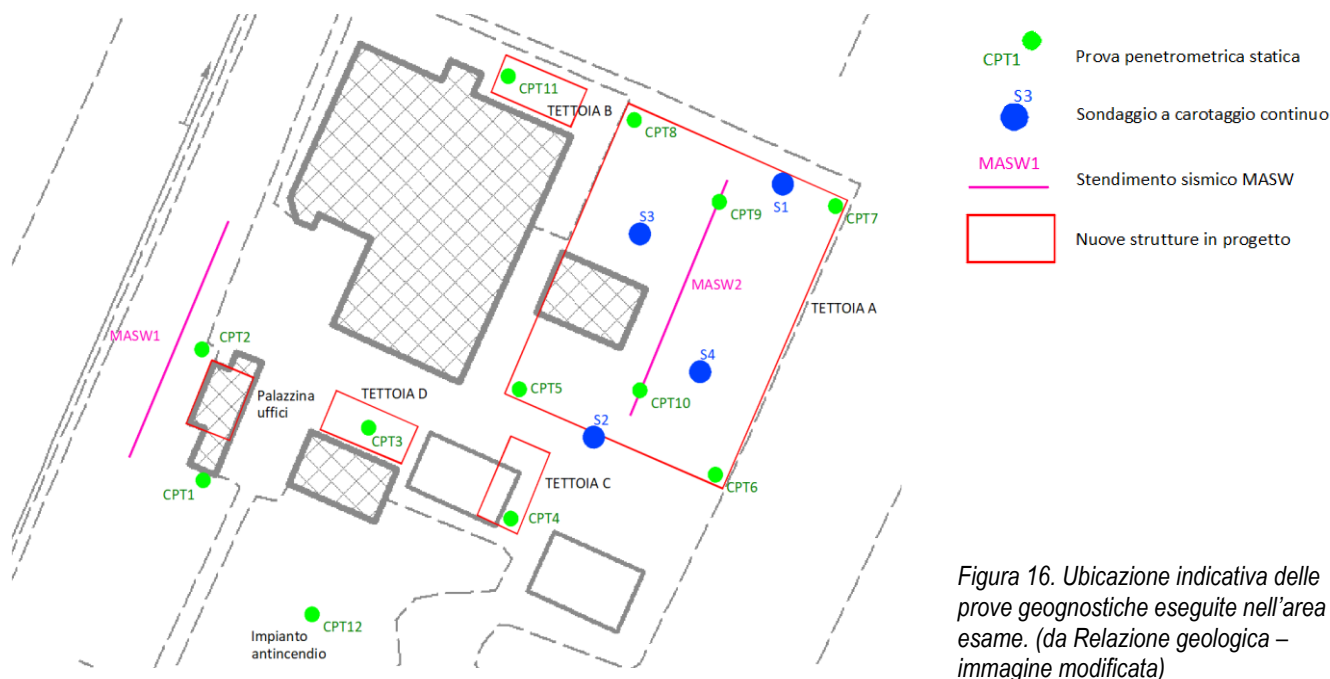 CPT11
TETTOIA B
CPT8
CPT9
S1
CPT7
S3
MASW2
TETTOIA A
MASW1
CPT2
S4
CPT5
CPT10
Palazzina
uffici
TETTOIA D
CPT3
S2
TETTOIA C
CPT6
CPT1
CPT4
CPT12
Impianto
antincendio
CPT1 Prova penetrometrica statica
S3 Sondaggio a carotaggio continuo
MASW1 Stendimento sismico MASW
Nuove strutture in progetto
Figura 16. Ubicazione indicativa delle
prove geognostiche eseguite nell'area
esame. (da Relazione geologica –
immagine modificata)